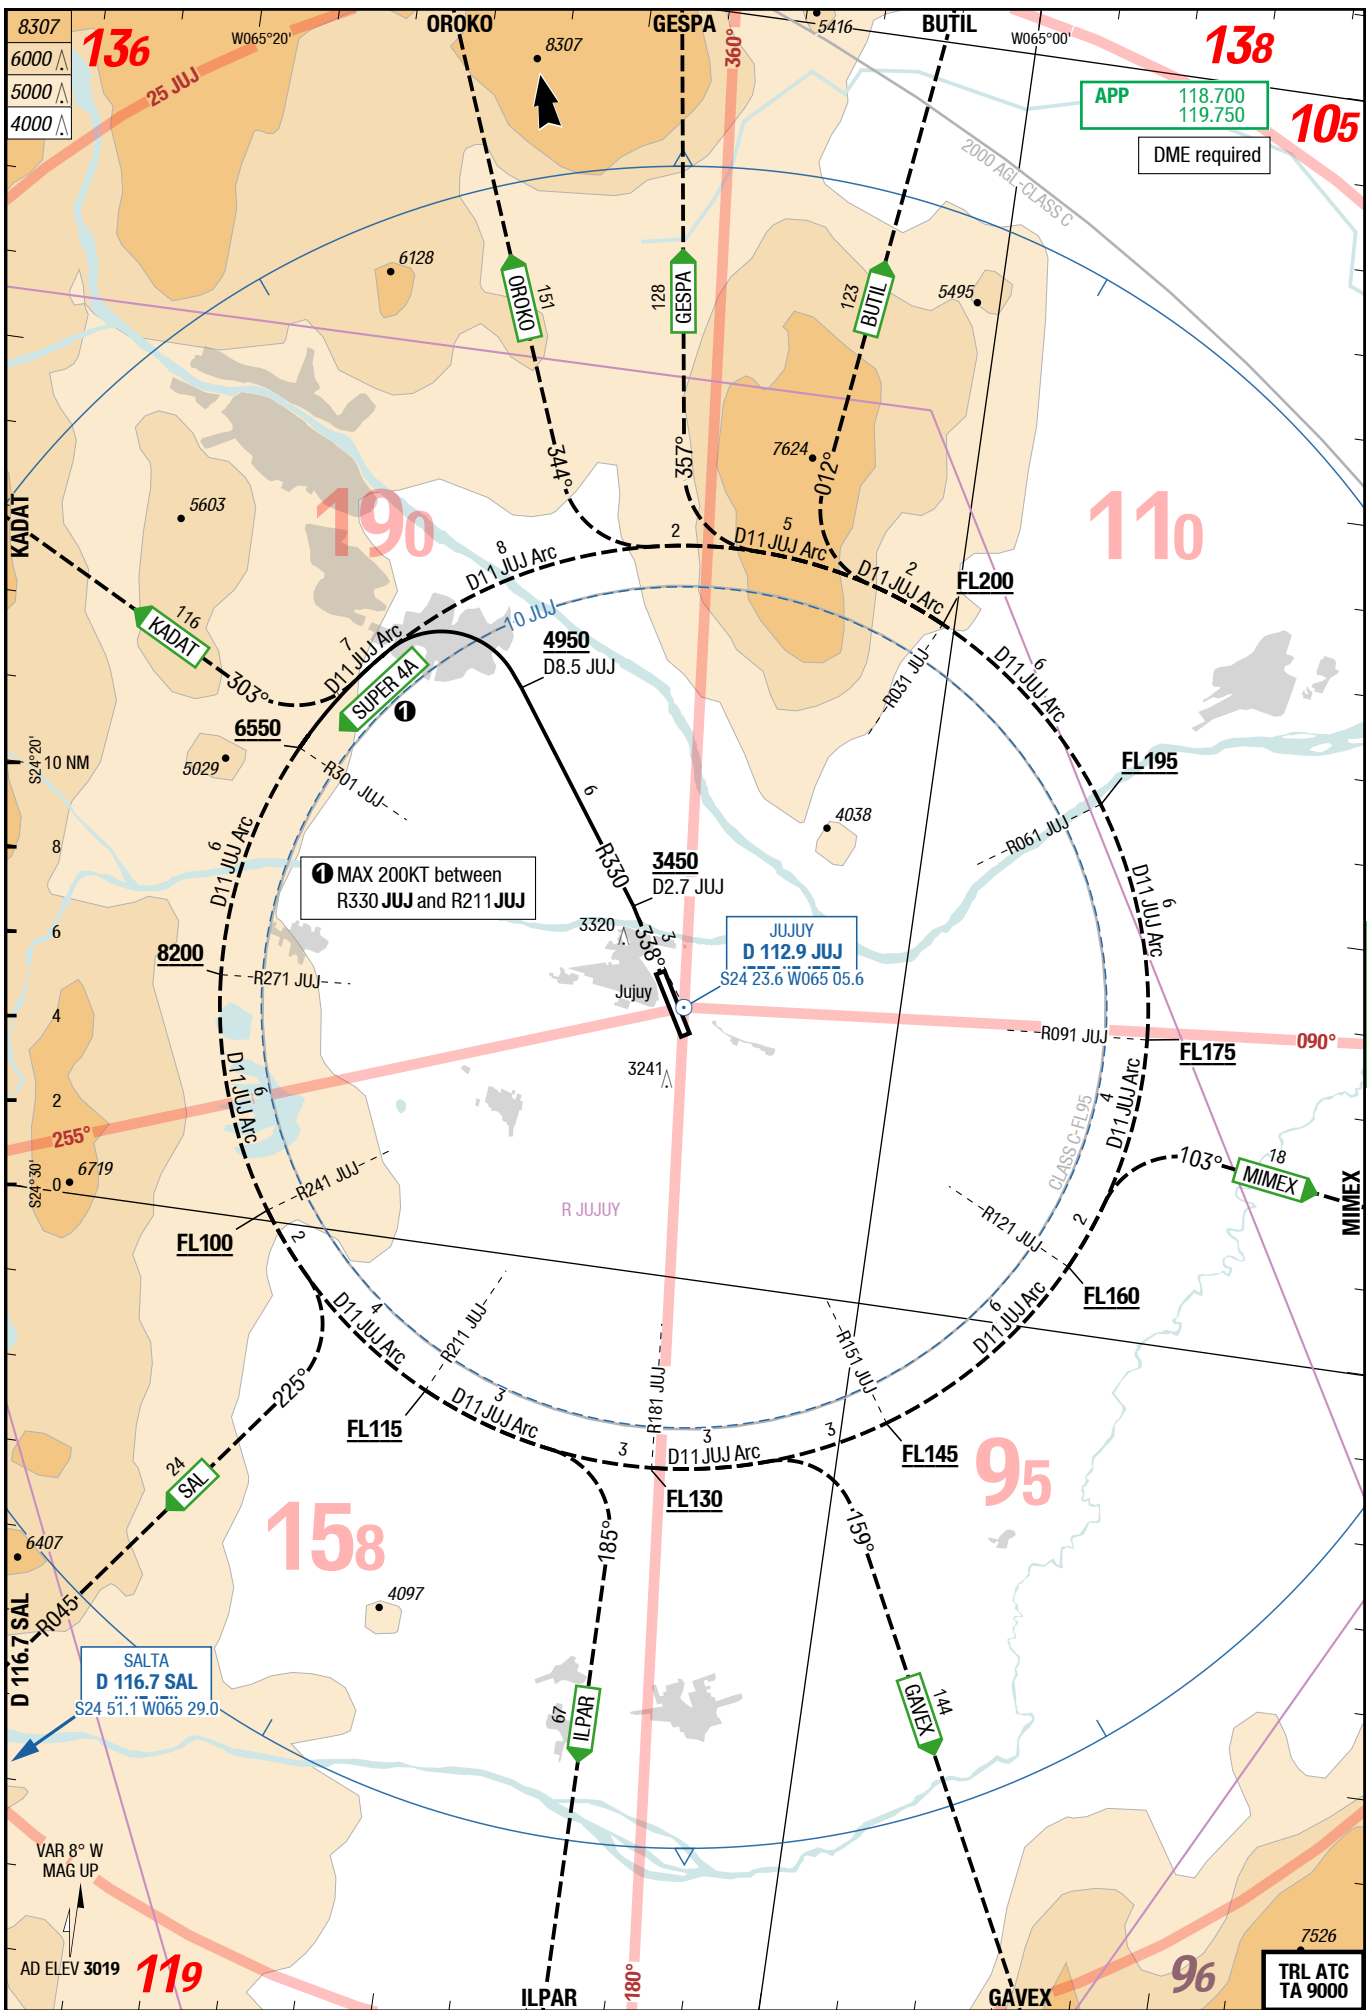 8307
6000
5000
4000
136
W065°20'
25 JUJ
OROKO
8307
GESPA
360°
5416
BUTIL
W065°00'
138
APP 118.700
119.750
105
DME required
2000 AGL-CLASS C
6128
OROKO
151
128
GESPA
123
BUTIL
5495
344°
357°
012°
7624
KADAT
5603
190
110
8
D11 JUJ Arc
2
5
D11 JUJ Arc
2
D11 JUJ Arc
FL200
10 JUJ
116
KADAT
303°
7
D11 JUJ Arc
SUPER 4A
1
4950
D8.5 JUJ
R031 JUJ
6
D11 JUJ Arc
6550
5029
R301 JUJ
S24°20'
10 NM
8
6
4
2
0
6
FL195
R061 JUJ
4038
6
D11 JUJ Arc
1 MAX 200KT between
R330 JUJ and R211 JUJ
R330
3450
D2.7 JUJ
3320
3
338°
Jujuy
JUJUY
D 112.9 JUJ
S24 23.6 W065 05.6
6
D11 JUJ Arc
8200
R271 JUJ
R091 JUJ
FL175
090°
3241
6
D11 JUJ Arc
255°
6719
S24°30'
R241 JUJ
FL100
CLASS C-FL95
4
D11 JUJ Arc
103°
18
MIMEX
MIMEX
R JUJUY
2
R121 JUJ
FL160
2
4
D11 JUJ Arc
R211 JUJ
FL115
225°
24
SAL
3
D11 JUJ Arc
3
R181 JUJ
3
D11 JUJ Arc
FL130
3
R151 JUJ
FL145
6
D11 JUJ Arc
95
158
6407
4097
R045
D 116.7 SAL
SALTA
D 116.7 SAL
S24 51.1 W065 29.0
185°
67
ILPAR
159°
144
GAVEX
VAR 8° W
MAG UP
AD ELEV 3019
119
ILPAR
180°
GAVEX
96
7526
TRL ATC
TA 9000